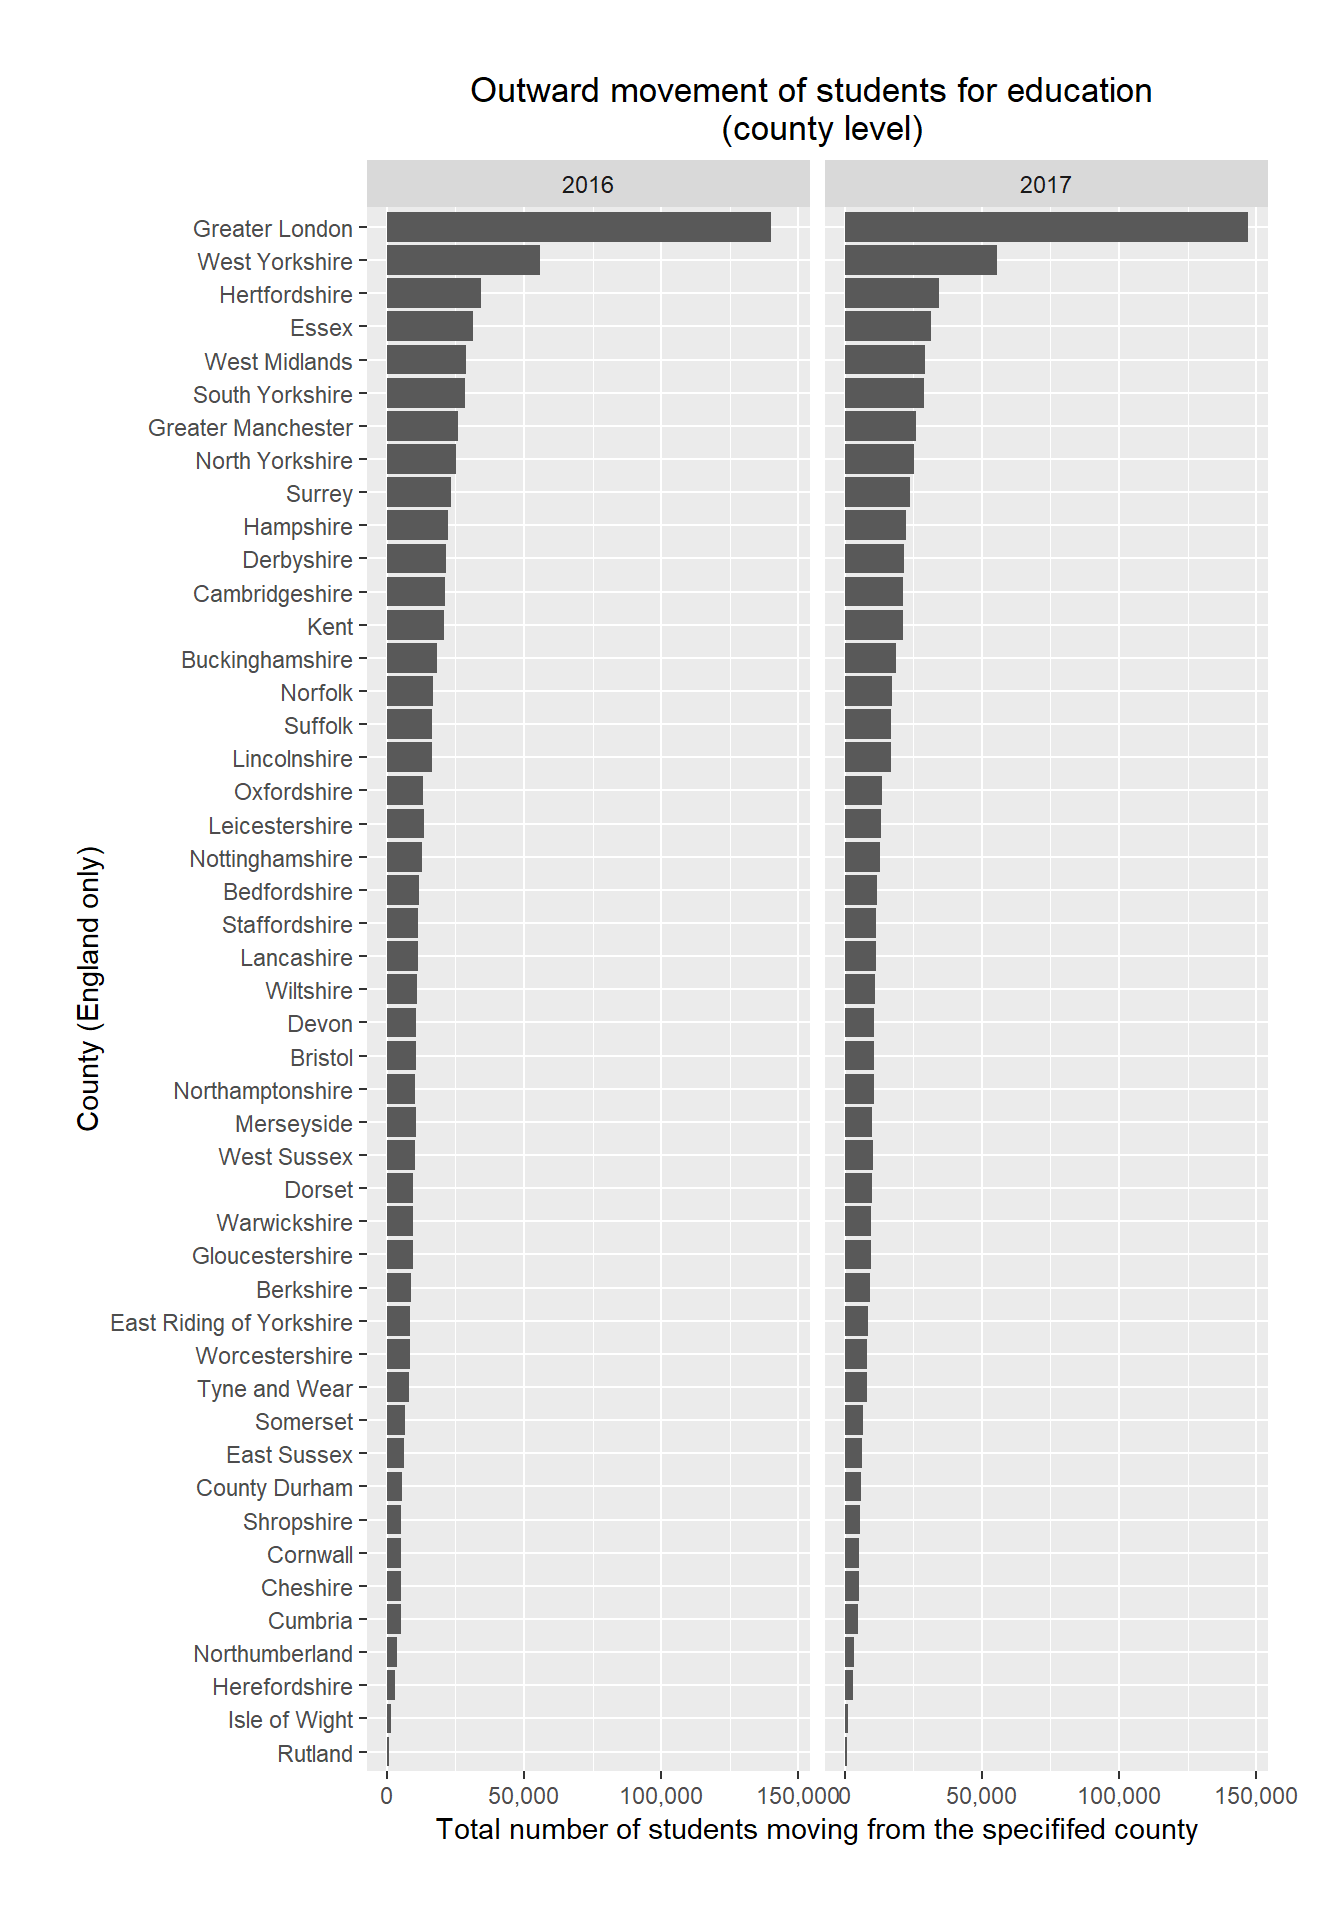 Outward movement of students for education
(county level)
2016
2017
Greater London
West Yorkshire
Hertfordshire
Essex
West Midlands
South Yorkshire
Greater Manchester
North Yorkshire
Surrey
Hampshire
Derbyshire
Cambridgeshire
Kent
Buckinghamshire
Norfolk
Suffolk
Lincolnshire
Oxfordshire
Leicestershire
Nottinghamshire
Bedfordshire
Staffordshire
Lancashire
Wiltshire
Devon
Bristol
Northamptonshire
Merseyside
West Sussex
Dorset
Warwickshire
Gloucestershire
Berkshire
East Riding of Yorkshire
Worcestershire
Tyne and Wear
Somerset
East Sussex
County Durham
Shropshire
Cornwall
Cheshire
Cumbria
Northumberland
Herefordshire
Isle of Wight
Rutland
County (England only)
0 50,000 100,000 150,000 0 50,000 100,000 150,000
Total number of students moving from the specififed county